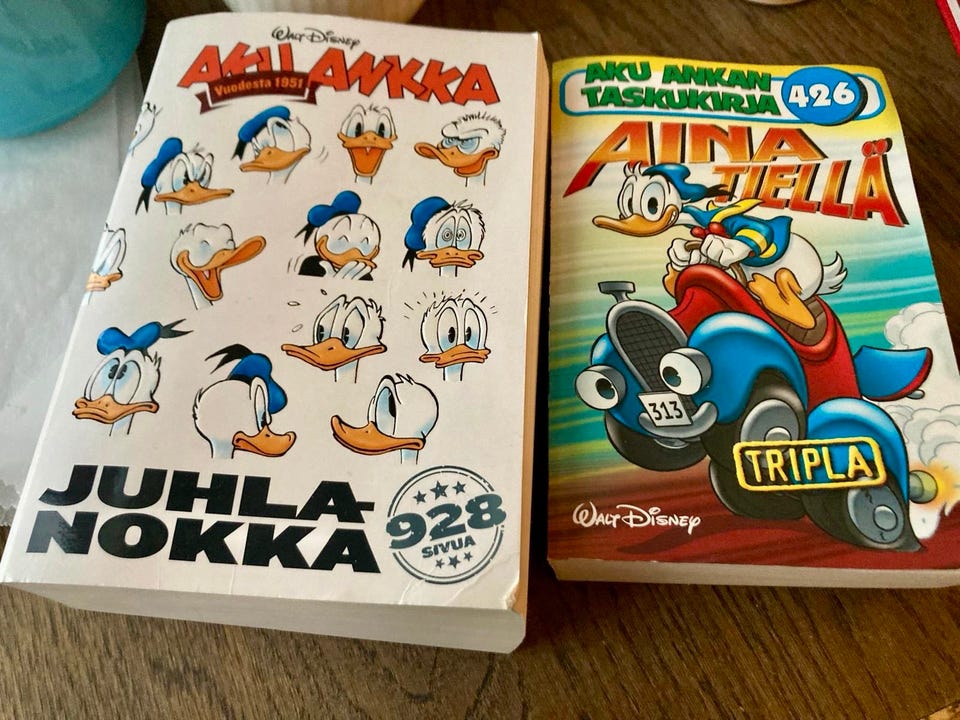 WALT DISNEY
AKU ANKKA
Vuodesta 1951
JUHLA-
NOKKA
928
SIVUA
AKU ANKAN
TASKUKIRJA
426
AINA
TIELLÄ
313
TRIPLA
WALT DISNEY